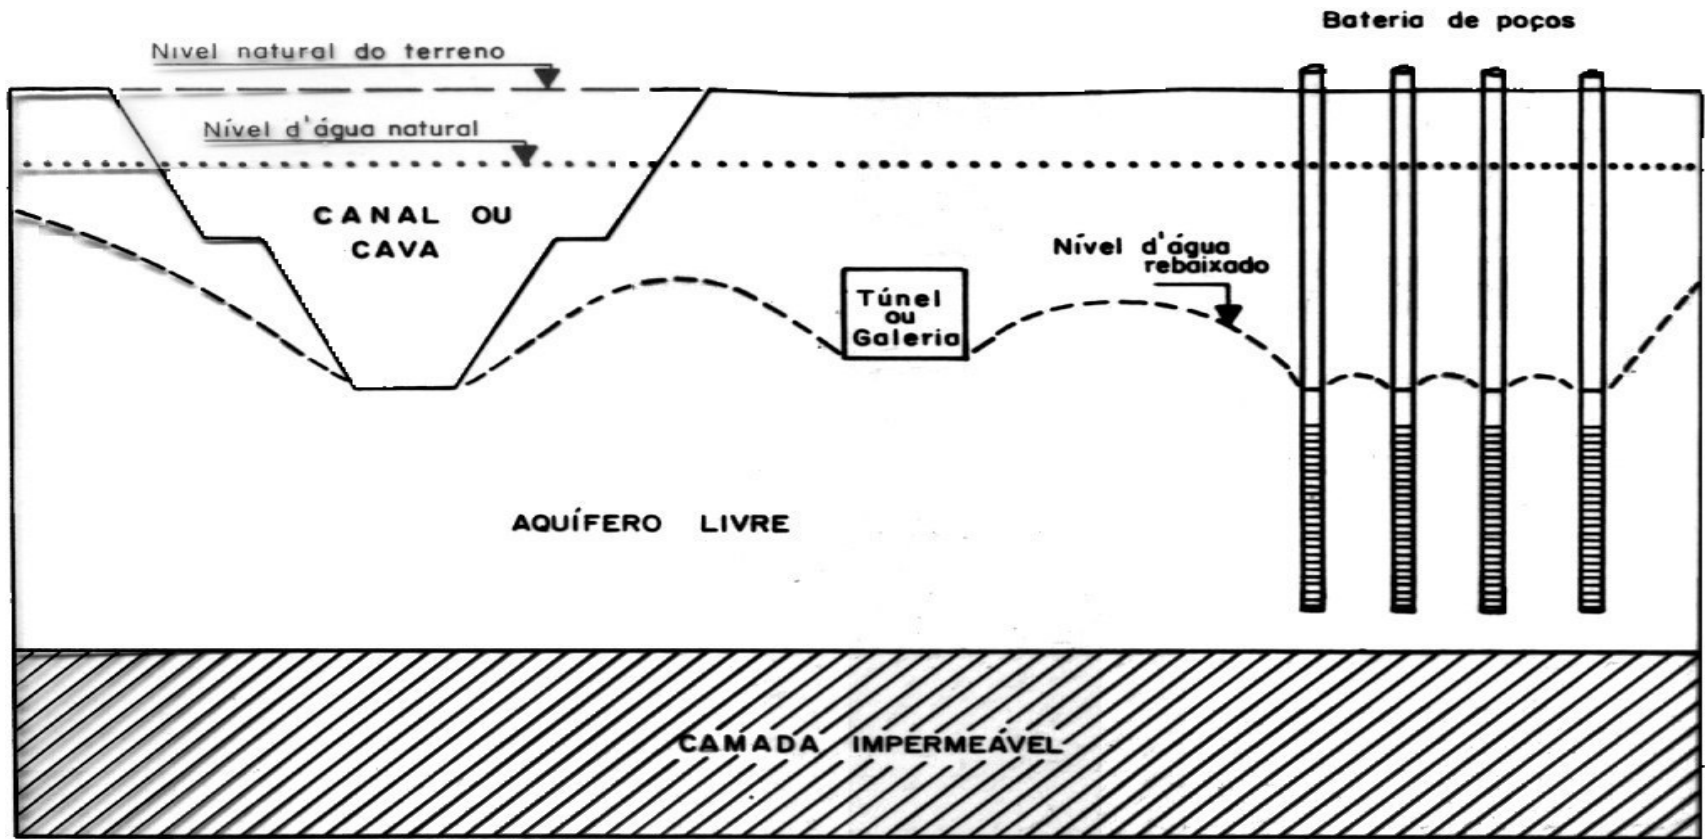 Bateria de poços
Nivel natural do terreno
Nível d'água natural
CANAL OU
CAVA
Nível d'água
rebaixado
Túnel
ou
Galeria
AQUÍFERO LIVRE
CAMADA IMPERMEÁVEL